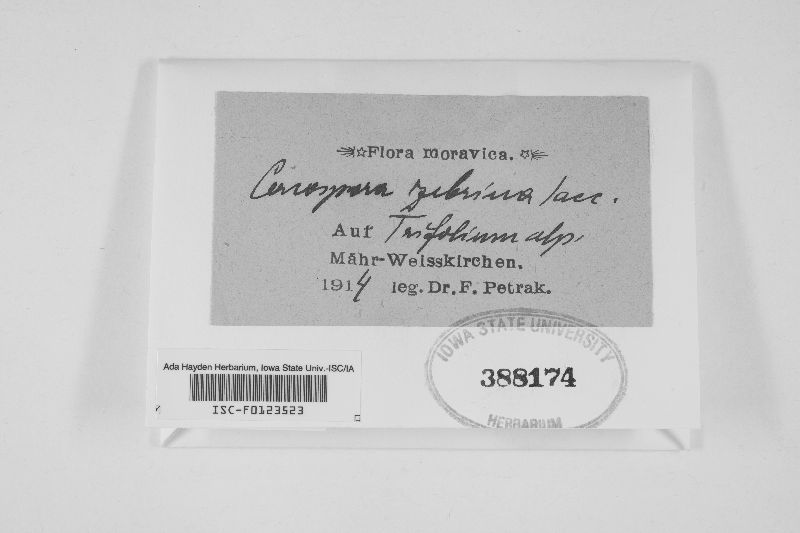 Flora moravica.
Cercospora zebrina Sacc.
Auf Trifolium alp.
Mähr-Weisskirchen.
1914 leg. Dr. F. Petrak.
IOWA STATE UNIVERSITY
388174
HERBARIUM
Ada Hayden Herbarium, Iowa State Univ.-ISC/IA
ISC-F0123523